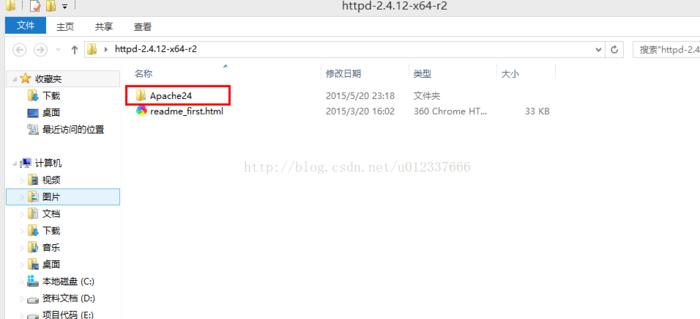 httpd-2.4.12-x64-r2
文件 主页 共享 查看
httpd-2.4.12-x64-r2 搜索"httpd-2.4
名称 修改日期 类型 大小
收藏夹
下载
桌面
最近访问的位置
计算机
视频
图片
文档
下载
音乐
桌面
本地磁盘 (C:)
资料文档 (D:)
项目代码 (E:)
Apache24 2015/5/20 23:18 文件夹
readme_first.html 2015/3/20 16:02 360 Chrome HT... 33 KB
http://blog.csdn.net/u012337666